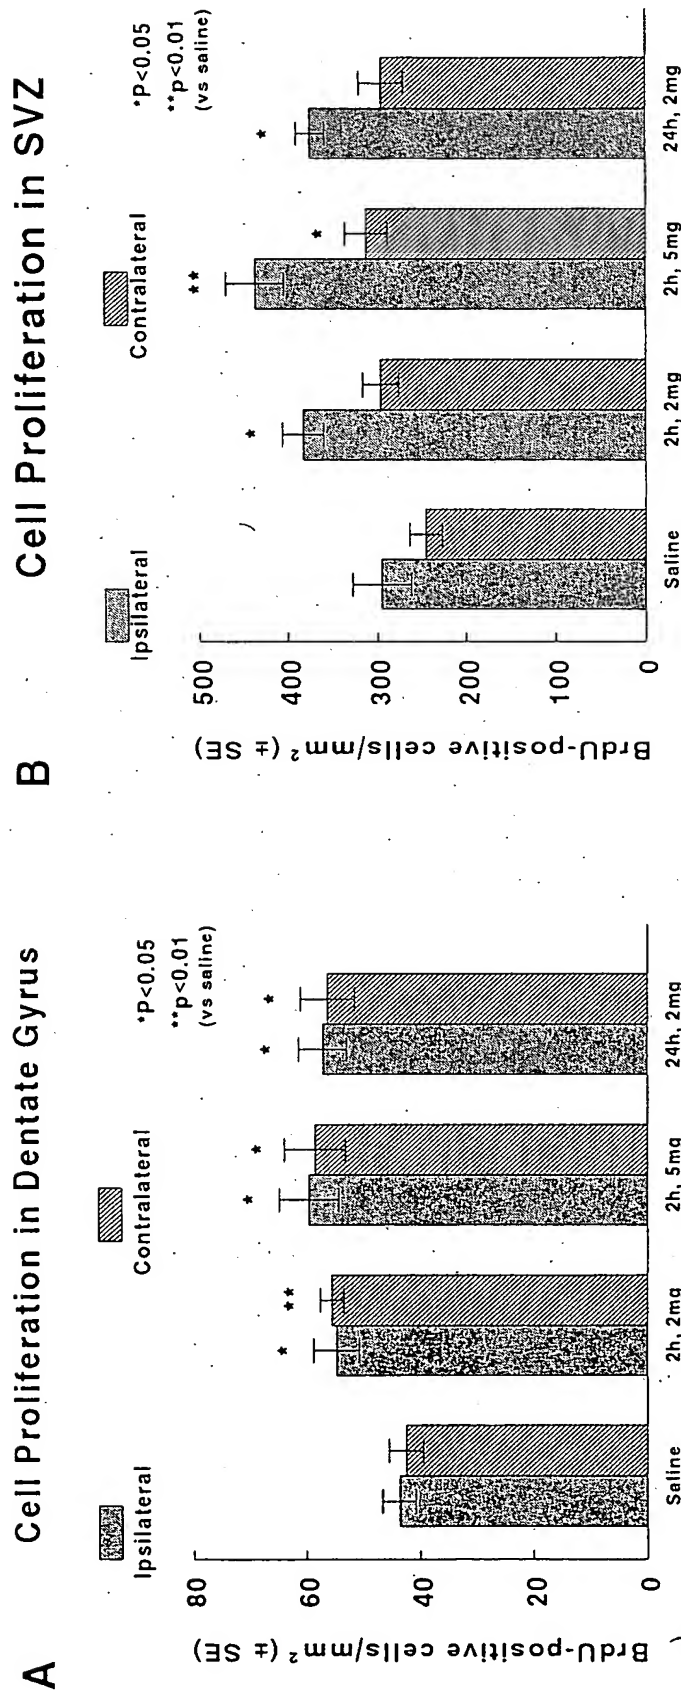 A
Cell Proliferation in Dentate Gyrus
Ipsilateral
Contralateral
*P<0.05
**p<0.01
(vs saline)
BrdU-positive cells/mm² (± SE)
80
60
40
20
0
*
**
*
*
*
*
Saline
2h, 2mg
2h, 5mg
24h, 2mg
B
Cell Proliferation in SVZ
Ipsilateral
Contralateral
*P<0.05
**p<0.01
(vs saline)
BrdU-positive cells/mm² (± SE)
500
400
300
200
100
0
*
**
*
*
Saline
2h, 2mg
2h, 5mg
24h, 2mg